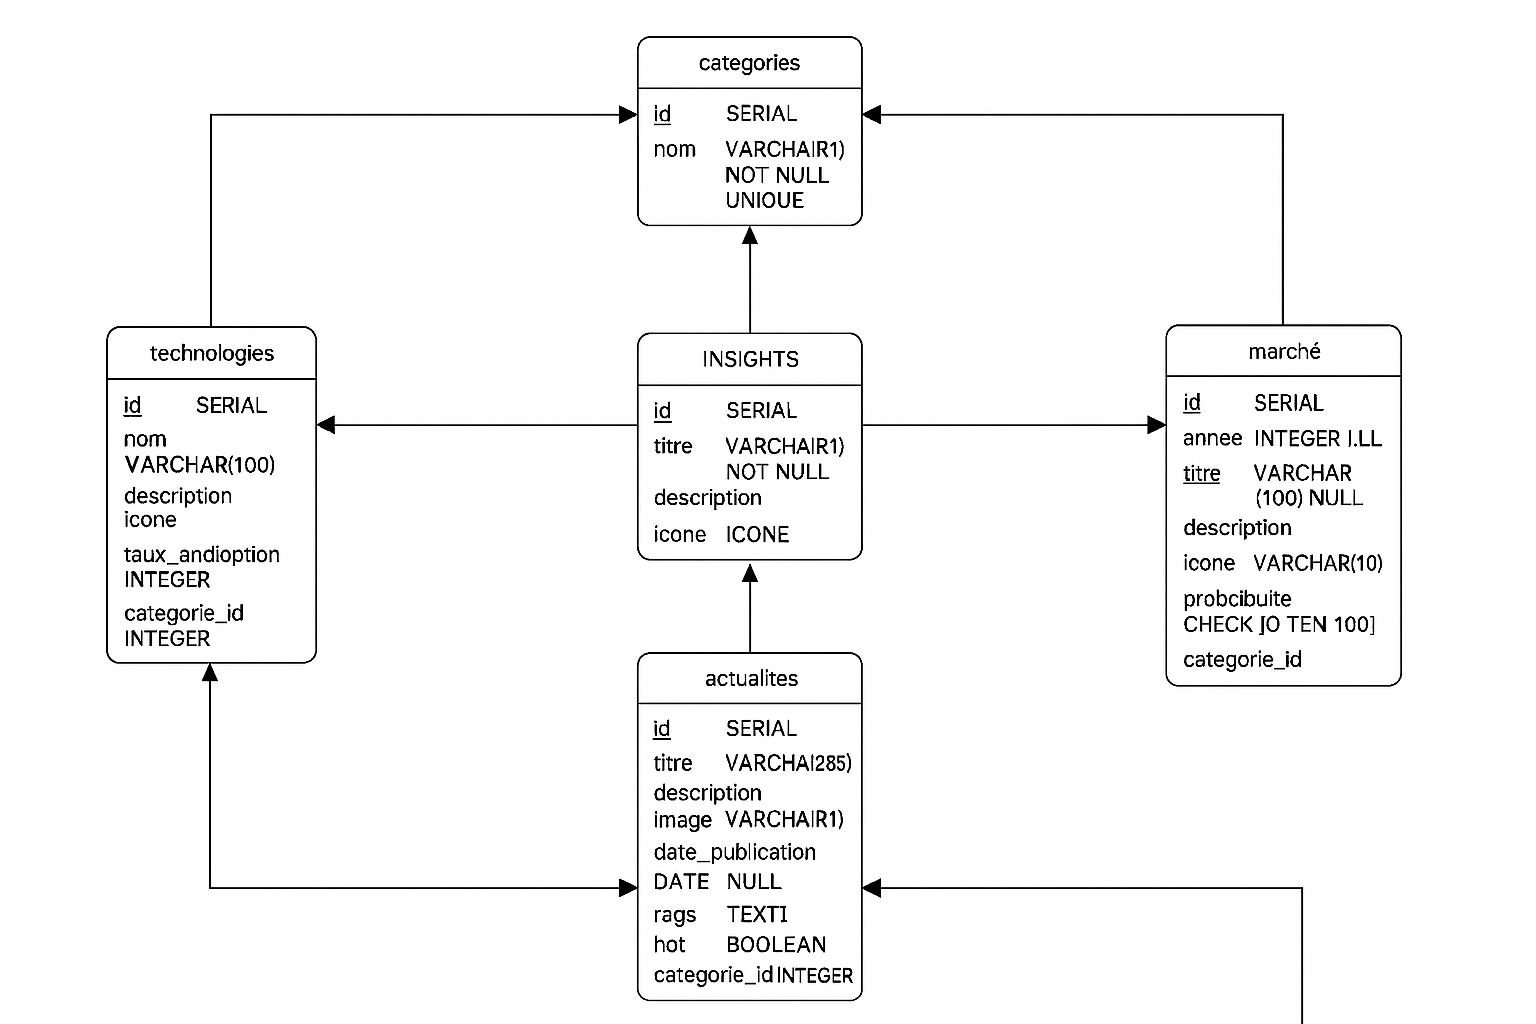 categories
id SERIAL
nom VARCHAIR1)
NOT NULL
UNIOUE
technologies
id SERIAL
nom
VARCHAR(100)
description
icone
taux_andioption
INTEGER
categorie_id
INTEGER
INSIGHTS
id SERIAL
titre VARCHAIR1)
NOT NULL
description
icone ICONE
marché
id SERIAL
annee INTEGER I.LL
titre VARCHAR
(100) NULL
description
icone VARCHAR(10)
probcibuite
CHECK ]O TEN 100]
categorie_id
actualites
id SERIAL
titre VARCHAI285)
description
image VARCHAIR1)
date_publication
DATE NULL
rags TEXTI
hot BOOLEAN
categorie_id INTEGER